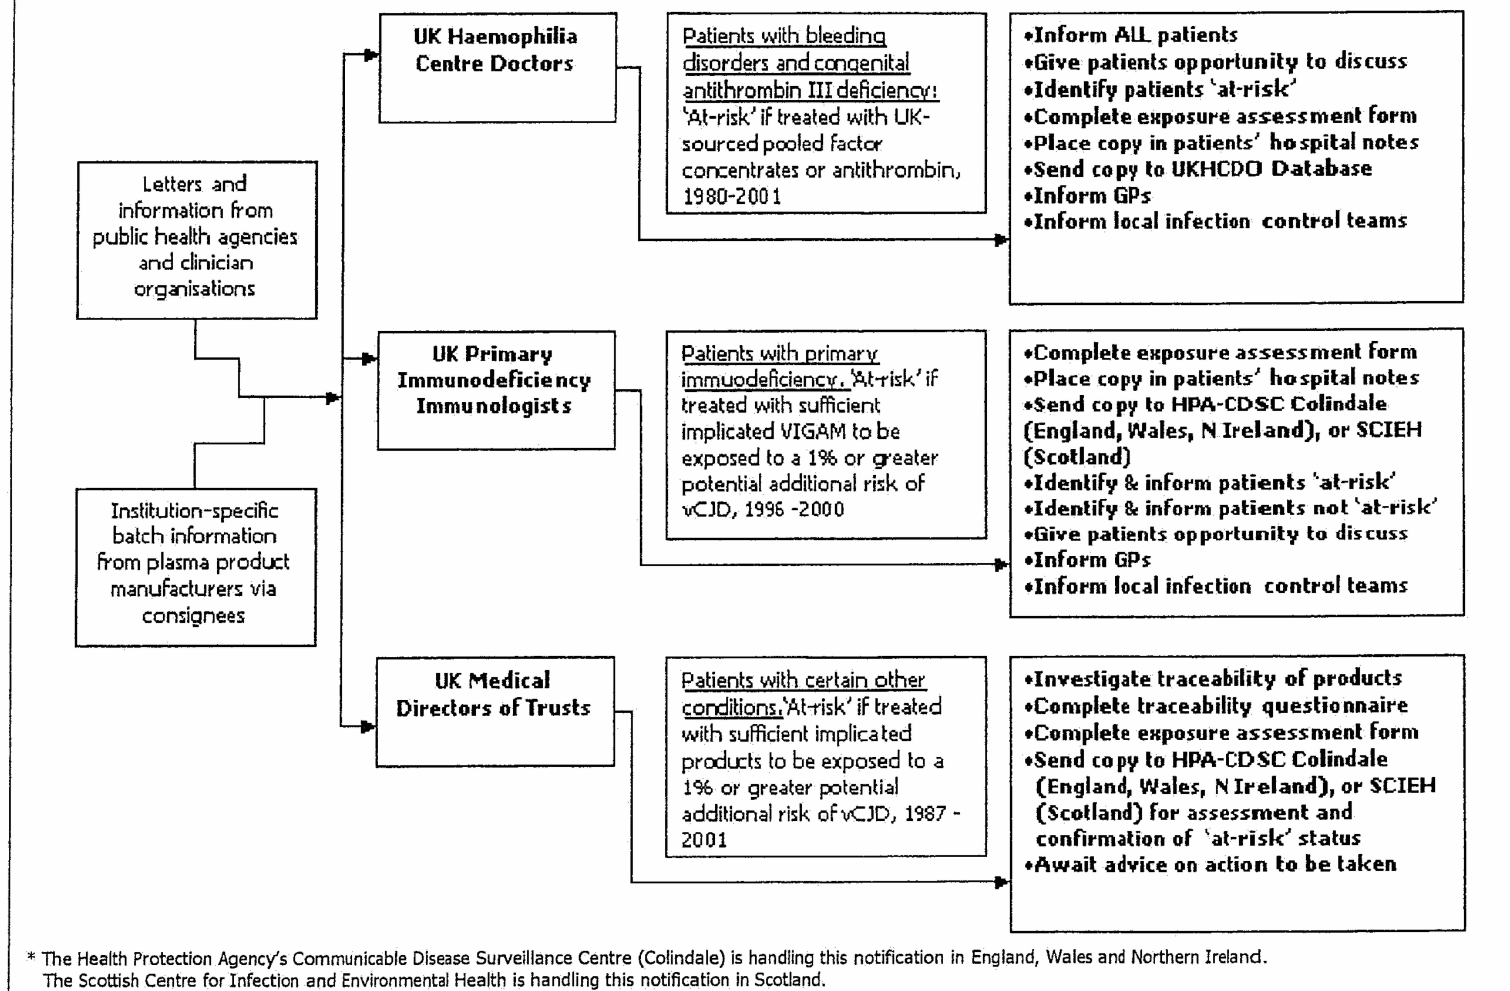 Letters and
information from
public health agencies
and clinician
organisations
Institution-specific
batch information
from plasma product
manufacturers via
consignees
UK Haemophilia
Centre Doctors
Patients with bleeding
disorders and congenital
antithrombin III deficiency:
'At-risk' if treated with UK-
sourced pooled factor
concentrates or antithrombin,
1980-2001
•Inform ALL patients
•Give patients opportunity to discuss
•Identify patients 'at-risk'
•Complete exposure assessment form
•Place copy in patients' hospital notes
•Send copy to UKHCDO Database
•Inform GPs
•Inform local infection control teams
UK Primary
Immunodeficiency
Immunologists
Patients with primary
immuodeficiency. 'At-risk' if
treated with sufficient
implicated VIGAM to be
exposed to a 1% or greater
potential additional risk of
vCJD, 1996 -2000
•Complete exposure assessment form
•Place copy in patients' hospital notes
•Send copy to HPA-CDSC Colindale
(England, Wales, N Ireland), or SCIEH
(Scotland)
•Identify & inform patients 'at-risk'
•Identify & inform patients not 'at-risk'
•Give patients opportunity to discuss
•Inform GPs
•Inform local infection control teams
UK Medical
Directors of Trusts
Patients with certain other
conditions.'At-risk' if treated
with sufficient implicated
products to be exposed to a
1% or greater potential
additional risk of vCJD, 1987 -
2001
•Investigate traceability of products
•Complete traceability questionnaire
•Complete exposure assessment form
•Send copy to HPA-CDSC Colindale
(England, Wales, N Ireland), or SCIEH
(Scotland) for assessment and
confirmation of 'at-risk' status
•Await advice on action to be taken
* The Health Protection Agency's Communicable Disease Surveillance Centre (Colindale) is handling this notification in England, Wales and Northern Ireland.
The Scottish Centre for Infection and Environmental Health is handling this notification in Scotland.